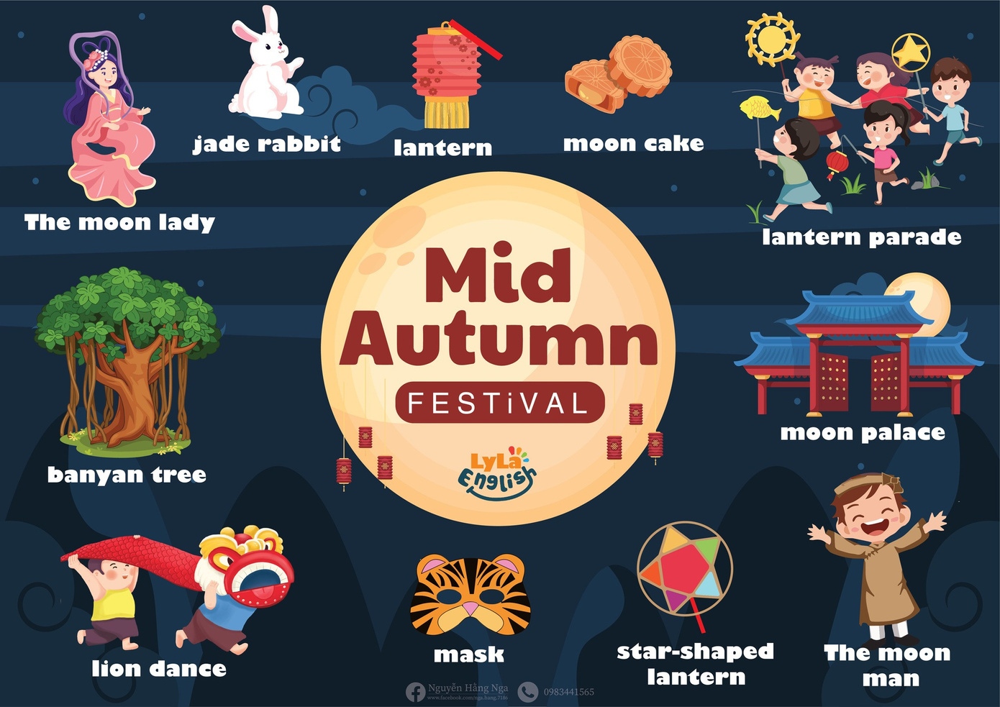 jade rabbit
lantern
moon cake
The moon lady
lantern parade
Mid
Autumn
FESTiVAL
LyLa
English
banyan tree
moon palace
lion dance
mask
star-shaped
lantern
The moon
man
Nguyễn Hằng Nga
www.facebook.com/nga.hang.7186
0983441565